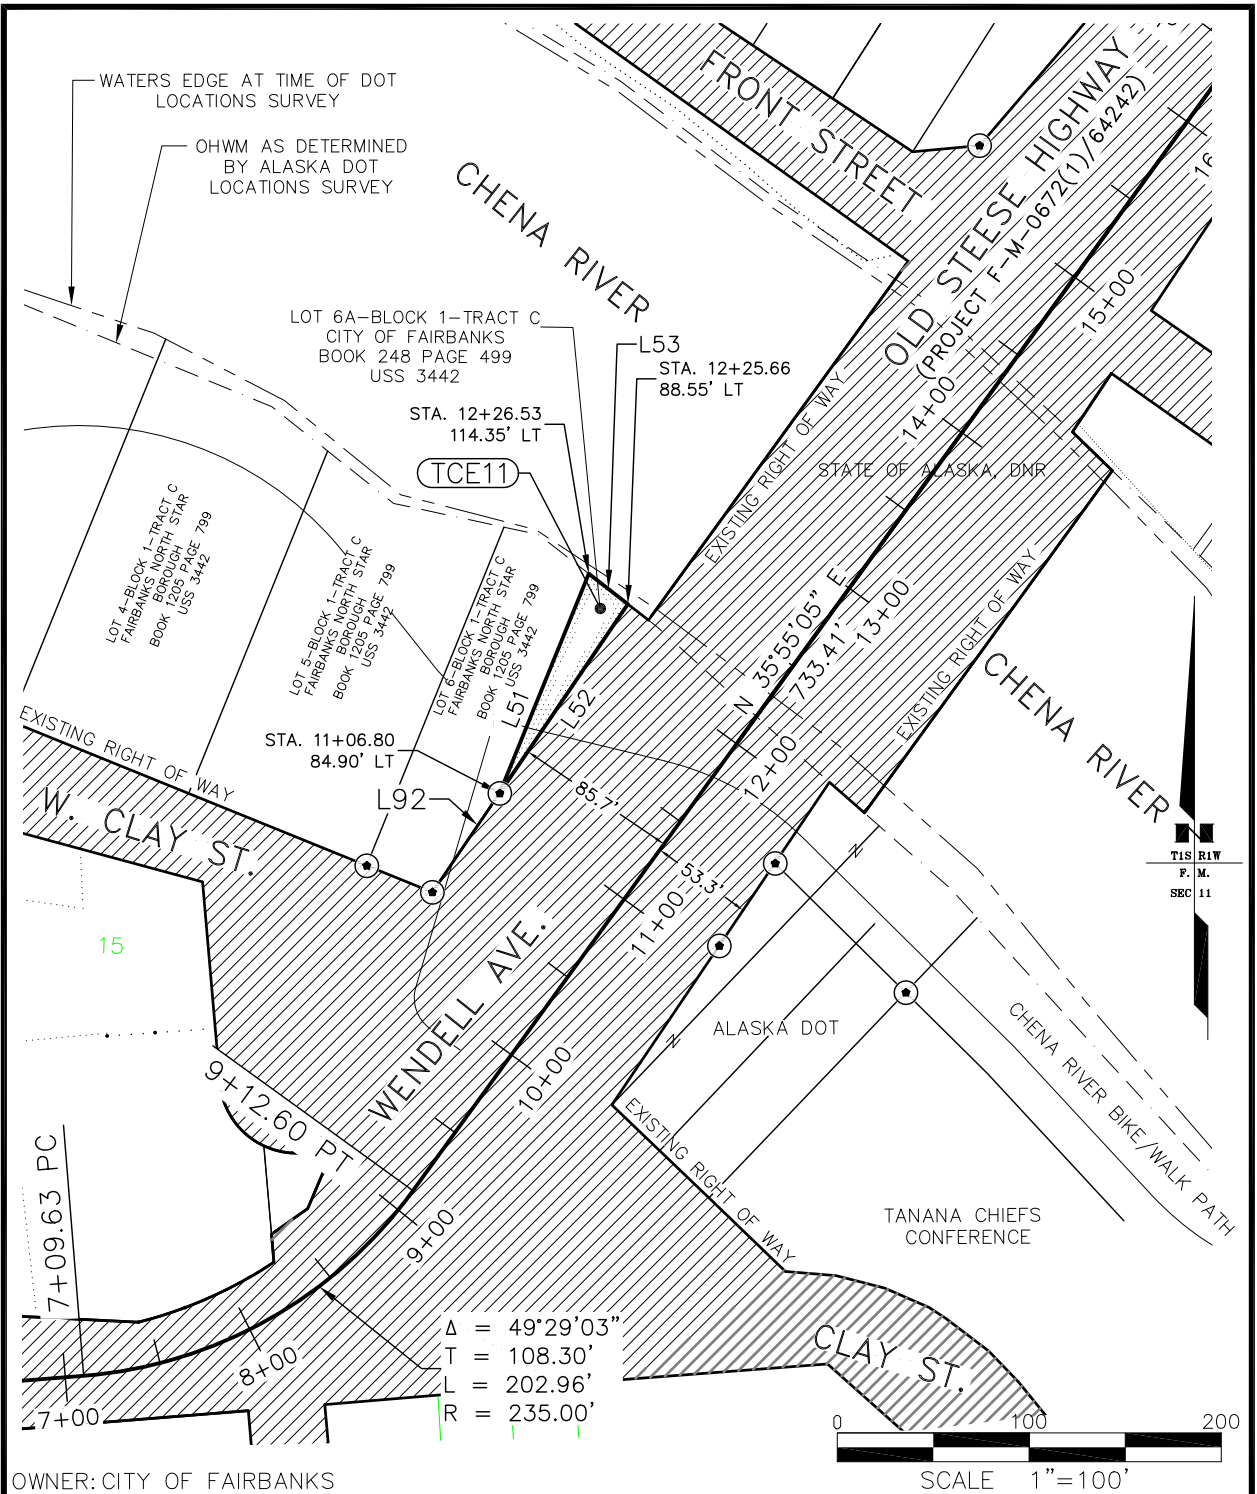 WATERS EDGE AT TIME OF DOT
LOCATIONS SURVEY
OHWM AS DETERMINED
BY ALASKA DOT
LOCATIONS SURVEY
CHENA RIVER
FRONT STREET
OLD STEESE HIGHWAY
(PROJECT F-M-0672(1)/64242)
LOT 6A-BLOCK 1-TRACT C
CITY OF FAIRBANKS
BOOK 248 PAGE 499
USS 3442
L53
STA. 12+25.66
88.55' LT
STA. 12+26.53
114.35' LT
TCE11
15+00
14+00
EXISTING RIGHT OF WAY
STATE OF ALASKA, DNR
LOT 4-BLOCK 1-TRACT C
FAIRBANKS NORTH STAR
BOROUGH
BOOK 1205 PAGE 799
USS 3442
LOT 5-BLOCK 1-TRACT C
FAIRBANKS NORTH STAR
BOROUGH
BOOK 1205 PAGE 799
USS 3442
LOT 6-BLOCK 1-TRACT C
FAIRBANKS NORTH STAR
BOROUGH
BOOK 1205 PAGE 799
USS 3442
L51
L52
N 35°55'05" E
733.41'
13+00
EXISTING RIGHT OF WAY
CHENA RIVER
EXISTING RIGHT OF WAY
STA. 11+06.80
84.90' LT
L92
12+00
85.7'
53.3'
11+00
W. CLAY ST.
N
T1S R1W
F. M.
SEC 11
15
WENDELL AVE.
10+00
ALASKA DOT
CHENA RIVER BIKE/WALK PATH
9+12.60 PT
EXISTING RIGHT OF WAY
7+09.63 PC
9+00
TANANA CHIEFS
CONFERENCE
8+00
7+00
Δ = 49°29'03"
T = 108.30'
L = 202.96'
R = 235.00'
CLAY ST.
0 100 200
SCALE 1"=100'
OWNER: CITY OF FAIRBANKS